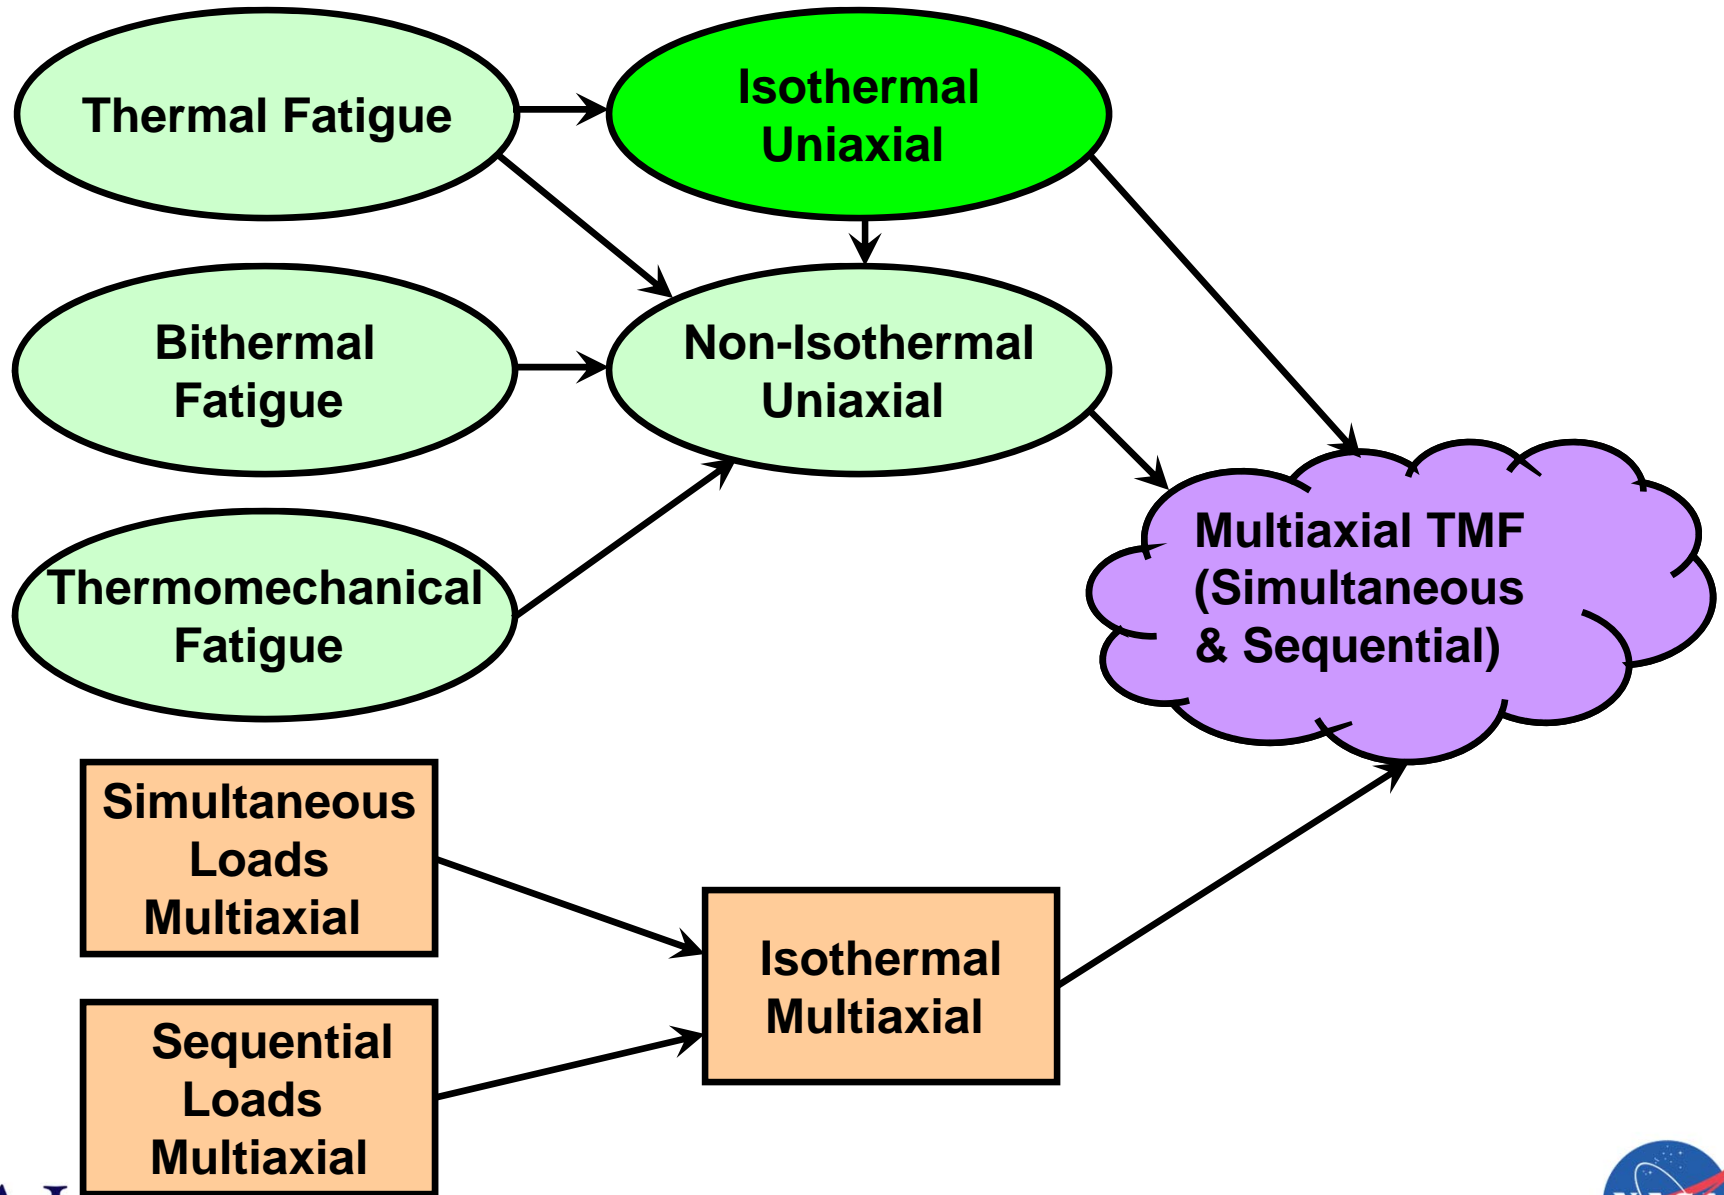 Thermal Fatigue
Isothermal
Uniaxial
Bithermal
Fatigue
Non-Isothermal
Uniaxial
Thermomechanical
Fatigue
Multiaxial TMF
(Simultaneous
& Sequential)
Simultaneous
Loads
Multiaxial
Isothermal
Multiaxial
Sequential
Loads
Multiaxial